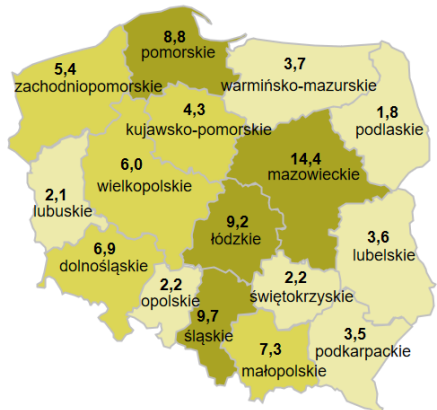 8,8
pomorskie
5,4
zachodniopomorskie
3,7
warmińsko-mazurskie
4,3
kujawsko-pomorskie
1,8
podlaskie
6,0
wielkopolskie
14,4
mazowieckie
2,1
lubuskie
9,2
łódzkie
6,9
dolnośląskie
3,6
lubelskie
2,2
opolskie
2,2
świętokrzyskie
9,7
śląskie
7,3
małopolskie
3,5
podkarpackie